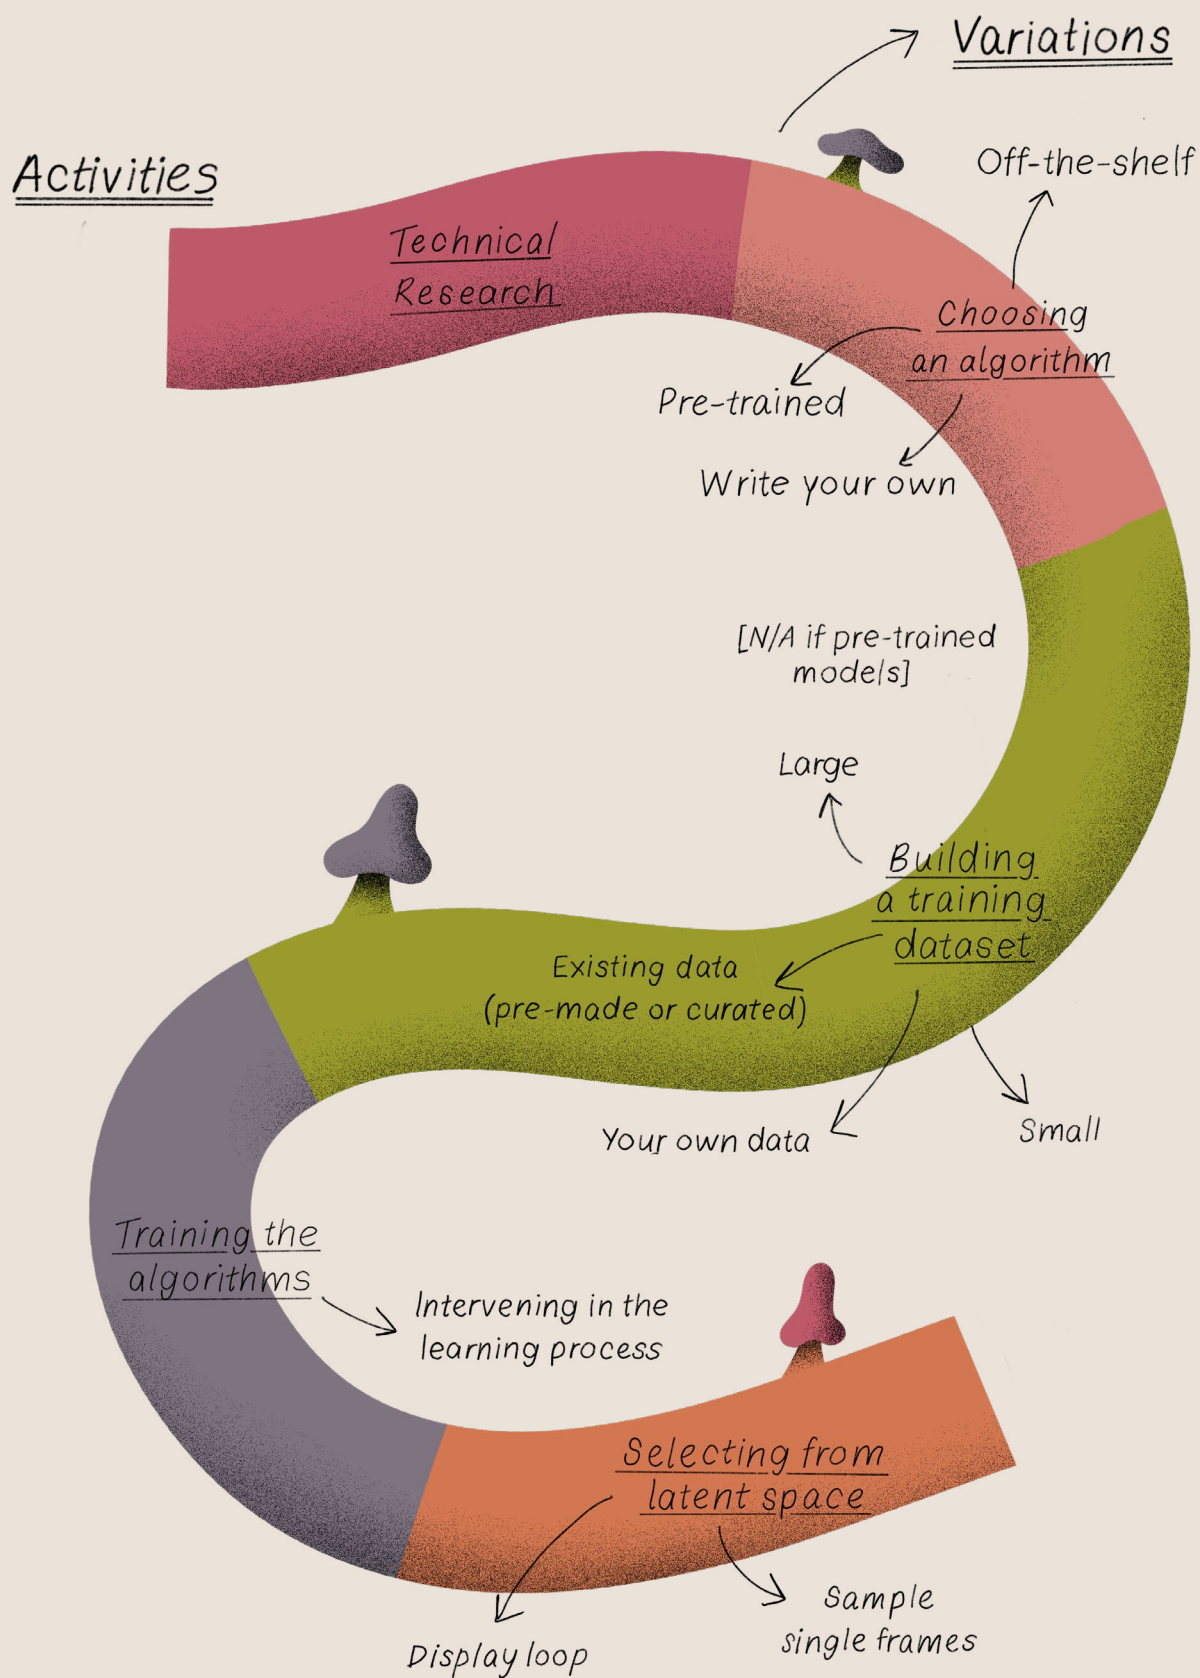 Variations
Activities
Off-the-shelf
Technical
Research
Choosing
an algorithm
Pre-trained
Write your own
[N/A if pre-trained
models]
Large
Building
a training
dataset
Existing data
(pre-made or curated)
Your own data
Small
Training the
algorithms
Intervening in the
learning process
Selecting from
latent space
Sample
single frames
Display loop